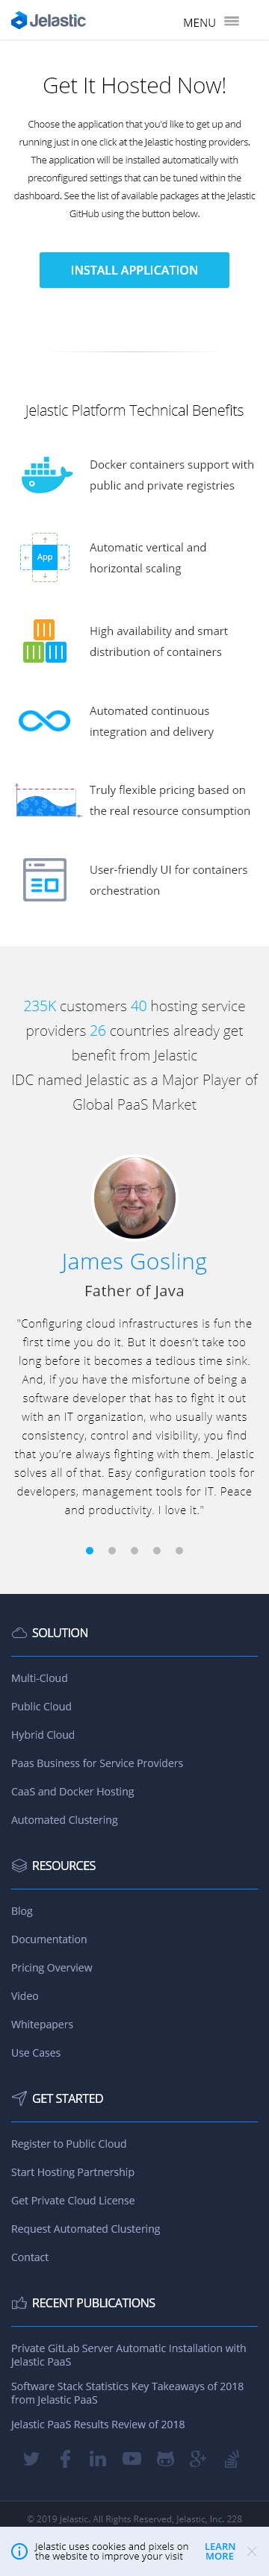 Jelastic
MENU
Get It Hosted Now!
Choose the application that you'd like to get up and
running just in one click at the Jelastic hosting providers.
The application will be installed automatically with
preconfigured settings that can be tuned within the
dashboard. See the list of available packages at the Jelastic
GitHub using the button below.
INSTALL APPLICATION
Jelastic Platform Technical Benefits
Docker containers support with
public and private registries
App
Automatic vertical and
horizontal scaling
High availability and smart
distribution of containers
Automated continuous
integration and delivery
Truly flexible pricing based on
the real resource consumption
User-friendly UI for containers
orchestration
235K customers 40 hosting service
providers 26 countries already get
benefit from Jelastic
IDC named Jelastic as a Major Player of
Global PaaS Market
James Gosling
Father of Java
"Configuring cloud infrastructures is fun the
first time you do it. But it doesn't take too
long before it becomes a tedious time sink.
And, if you have the misfortune of being a
software developer that has to fight it out
with an IT organization, who usually wants
consistency, control and visibility, you find
that you're always fighting with them. Jelastic
solves all of that. Easy configuration tools for
developers, management tools for IT. Peace
and productivity. I love it."
SOLUTION
Multi-Cloud
Public Cloud
Hybrid Cloud
Paas Business for Service Providers
CaaS and Docker Hosting
Automated Clustering
RESOURCES
Blog
Documentation
Pricing Overview
Video
Whitepapers
Use Cases
GET STARTED
Register to Public Cloud
Start Hosting Partnership
Get Private Cloud License
Request Automated Clustering
Contact
RECENT PUBLICATIONS
Private GitLab Server Automatic Installation with
Jelastic PaaS
Software Stack Statistics Key Takeaways of 2018
from Jelastic PaaS
Jelastic PaaS Results Review of 2018
© 2019 Jelastic. All Rights Reserved, Jelastic, Inc. 228
Jelastic uses cookies and pixels on
the website to improve your visit
LEARN
MORE